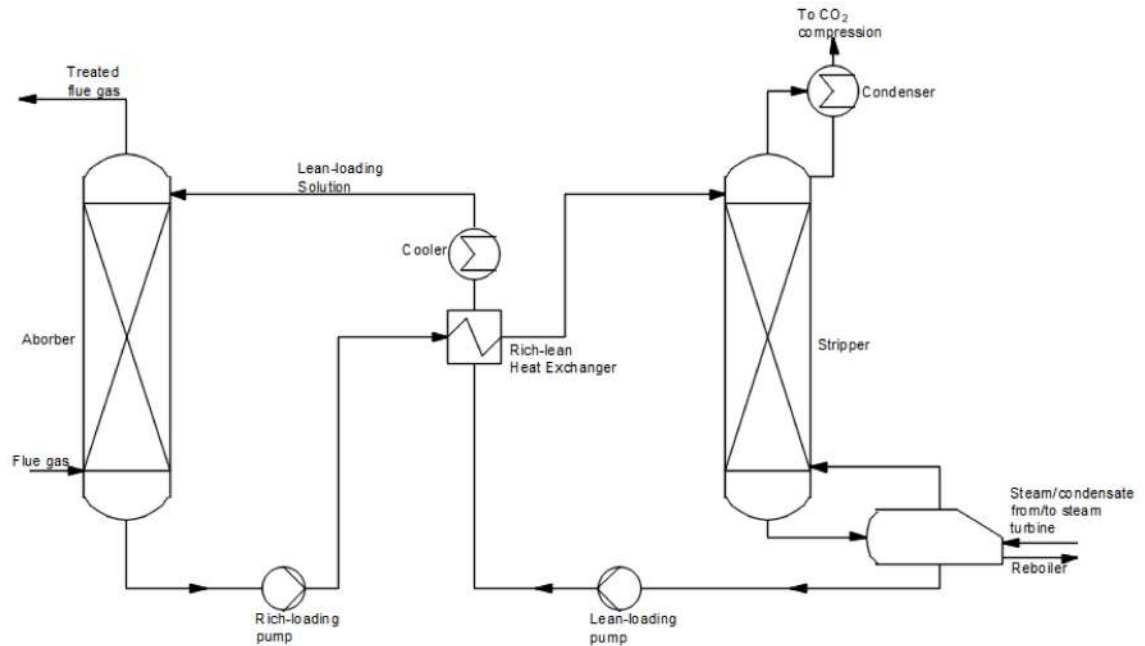 To CO₂
compression
Treated
flue gas
Condenser
Lean-loading
Solution
Cooler
Aborber
Rich-lean
Heat Exchanger
Stripper
Flue gas
Steam/condensate
from/to steam
turbine
Reboiler
Rich-loading
pump
Lean-loading
pump